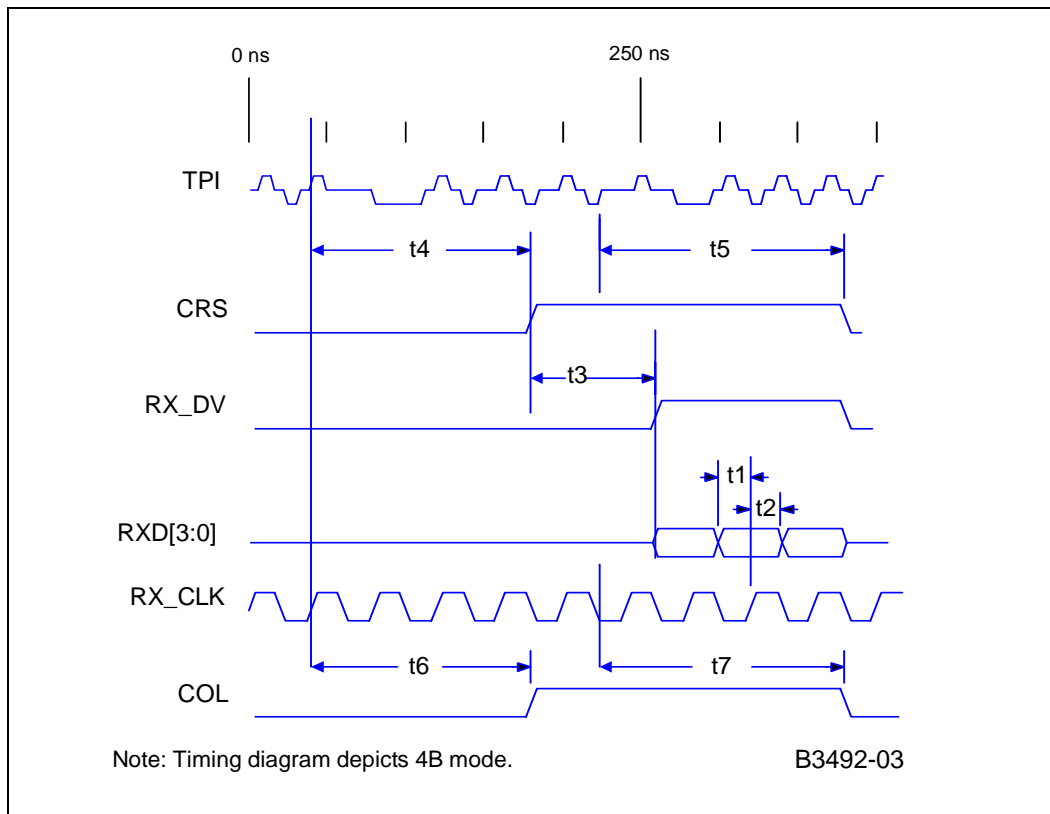 0 ns 250 ns
TPI
t4 t5
CRS
t3
RX_DV
t1
t2
RXD[3:0]
RX_CLK
t6 t7
COL
Note: Timing diagram depicts 4B mode. B3492-03